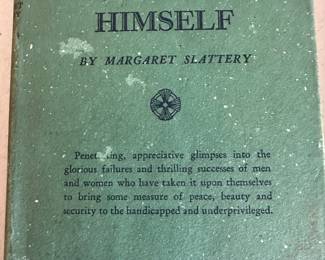 HIMSELF
BY MARGARET SLATTERY
appreciative glimpses into the
glorious failures and thrilling successes of men
and women who have taken it upon themselves
to bring some measure of peace, beauty and
security to the handicapped and underprivileged.